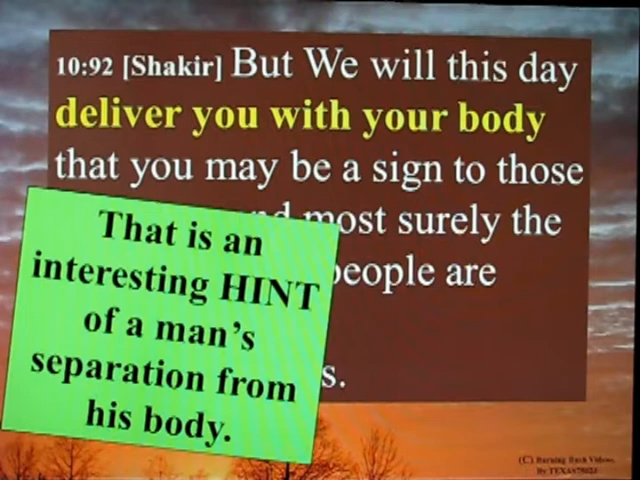 10:92 [Shakir] But We will this day
deliver you with your body
that you may be a sign to those
most surely the
people are
s.
That is an
interesting HINT
of a man's
separation from
his body.
(C) Burning Bush Videos,